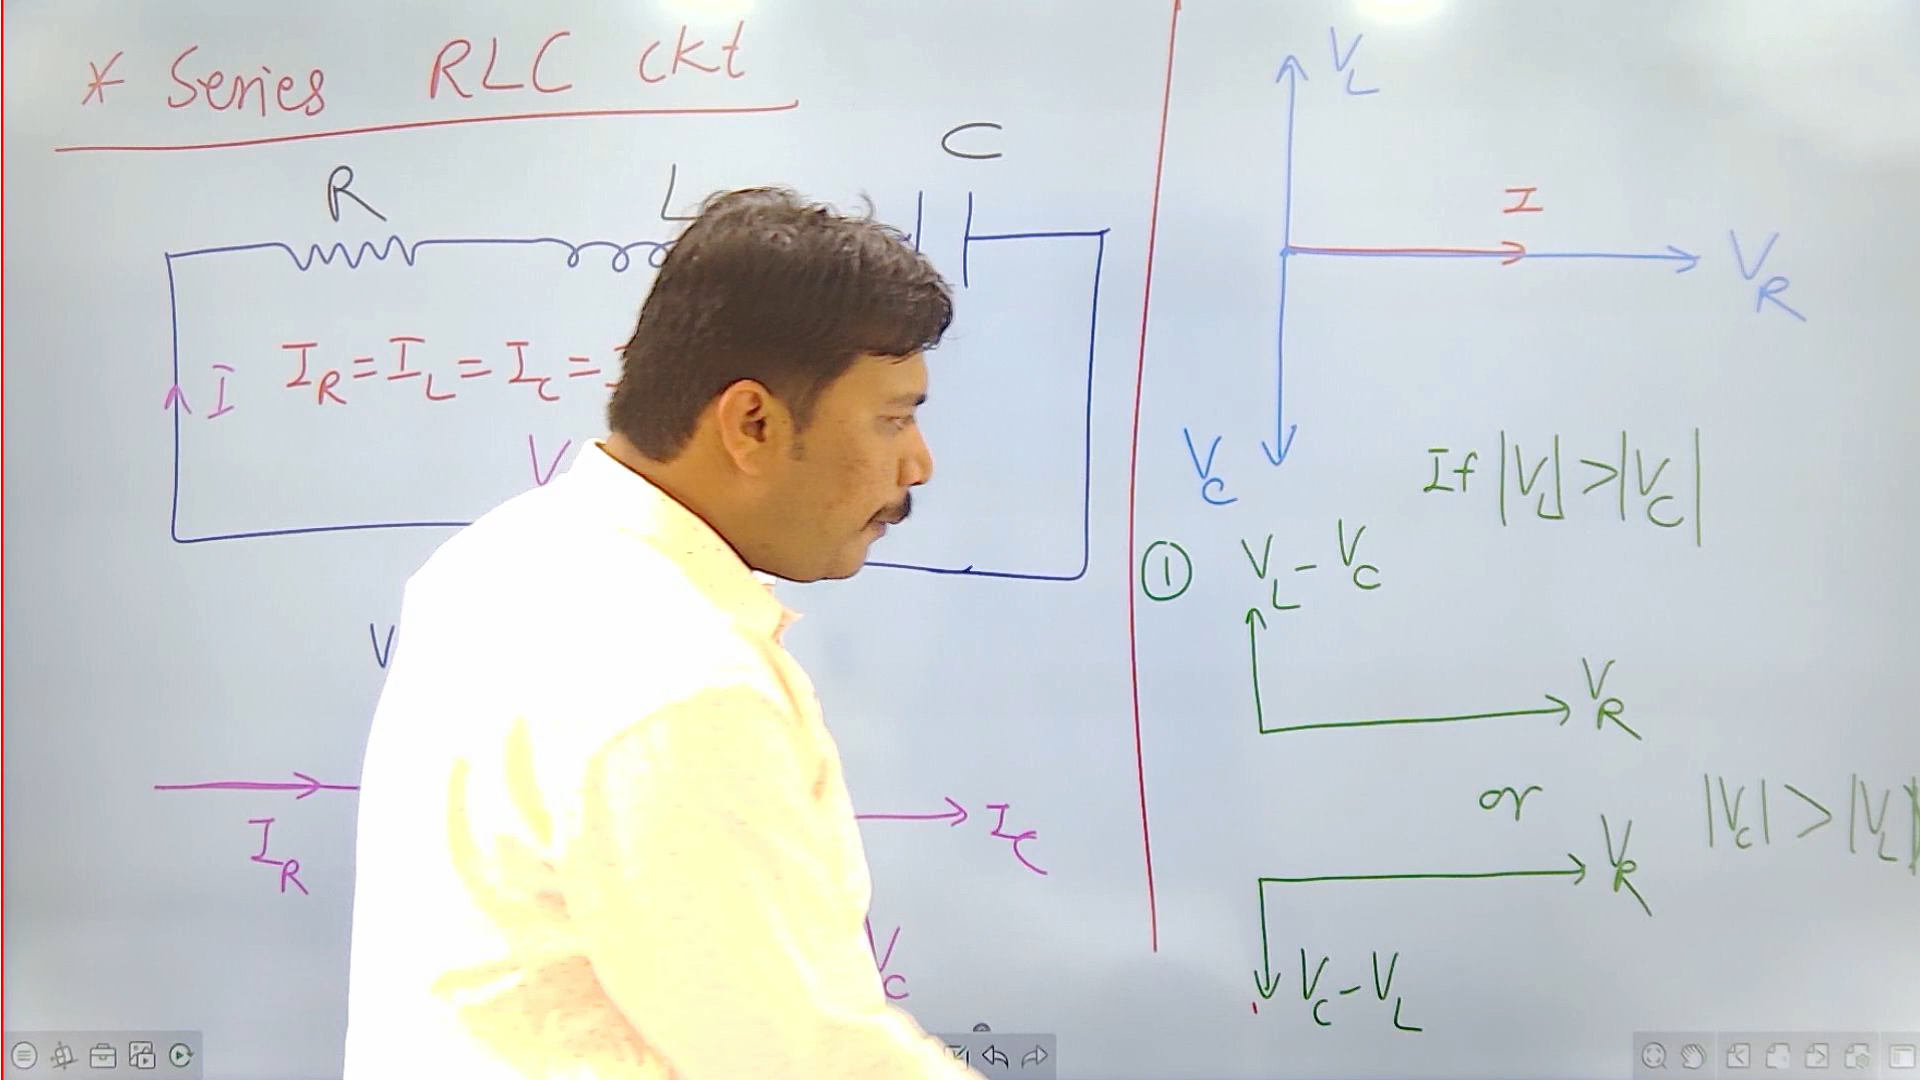 * Series RLC ckt
R
L
C
I
I_R = I_L = I_C =
V
V
I_R
I_C
V_C
V_L
I
V_R
V_C
If |V_L| > |V_C|
① V_L - V_C
V_R
or |V_C| > |V_L|
V_R
V_C - V_L